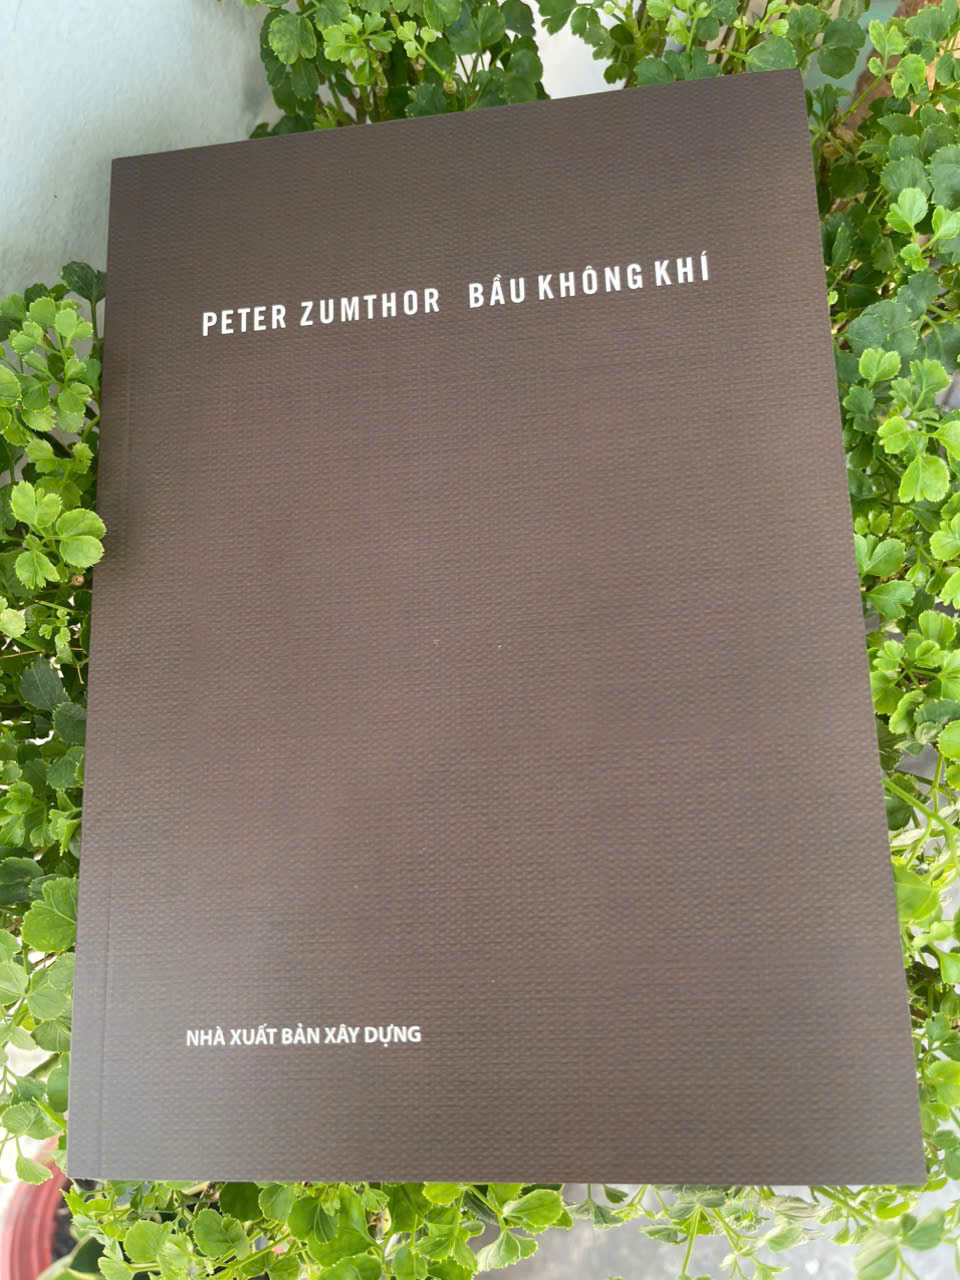 PETER ZUMTHOR BẦU KHÔNG KHÍ
NHÀ XUẤT BẢN XÂY DỰNG